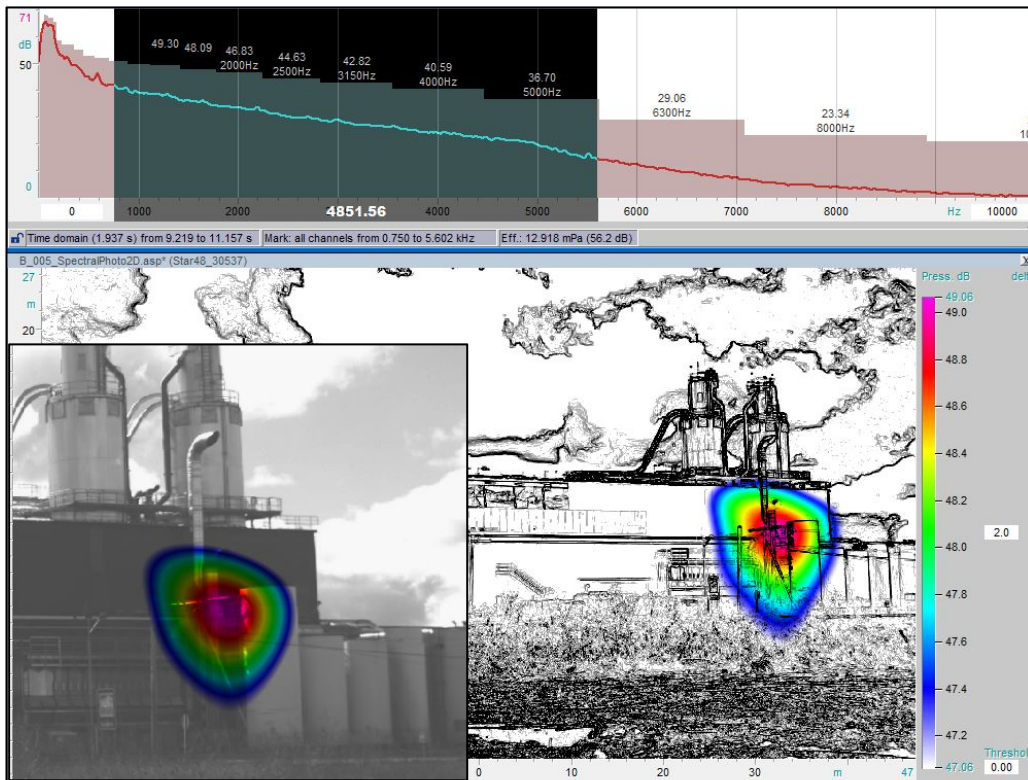 71
dB
50
0
49.30
48.09
46.83
2000Hz
44.63
2500Hz
42.82
3150Hz
40.59
4000Hz
36.70
5000Hz
29.06
6300Hz
23.34
8000Hz
10
0 1000 2000 4851.56 4000 5000 6000 7000 8000 Hz 10000
Time domain (1.937 s) from 9.219 to 11.157 s Mark: all channels from 0.750 to 5.602 kHz Eff.: 12.918 mPa (56.2 dB)
B_005_SpectralPhoto2D.asp* (Star48_30537)
27
m
20
0 10 20 30 m 47
Press. dB delt
49.06
49.0
48.8
48.6
48.4
48.2
48.0
47.8
47.6
47.4
47.2
47.06
2.0
Threshold
0.00